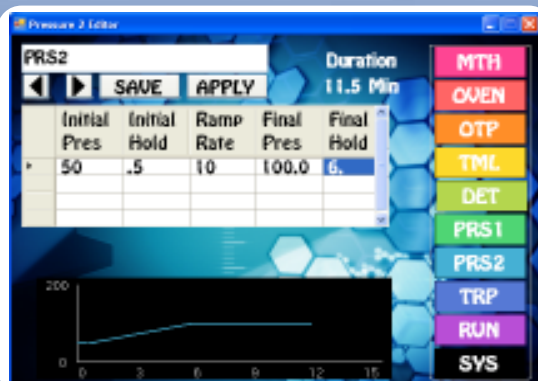 Pressure 2 Editor
PRS2
Duration
11.5 Min
SAVE APPLY
Initial Pres Initial Hold Ramp Rate Final Pres Final Hold
50 .5 10 100.0 6.
MTH
OVEN
OTP
TML
DET
PRS1
PRS2
TRP
RUN
SYS
200
0
0 3 6 9 12 15